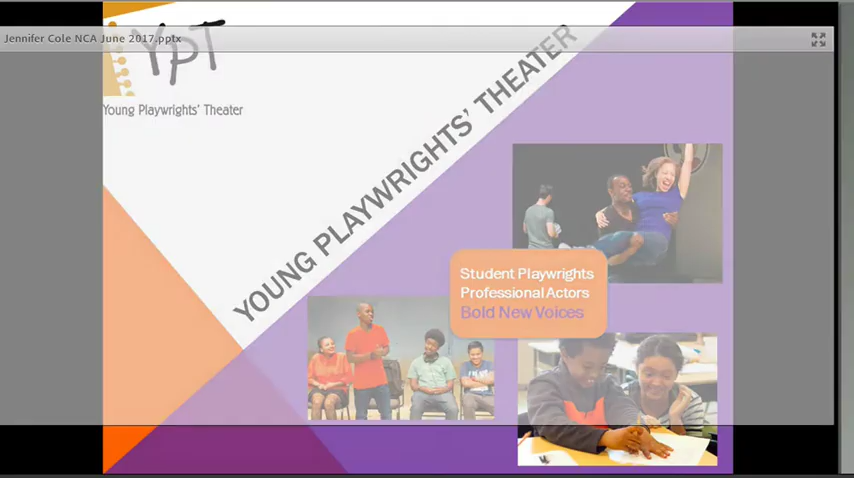 Jennifer Cole NCA June 2017.pptx
YPT
Young Playwrights' Theater
YOUNG PLAYWRIGHTS' THEATER
Student Playwrights
Professional Actors
Bold New Voices